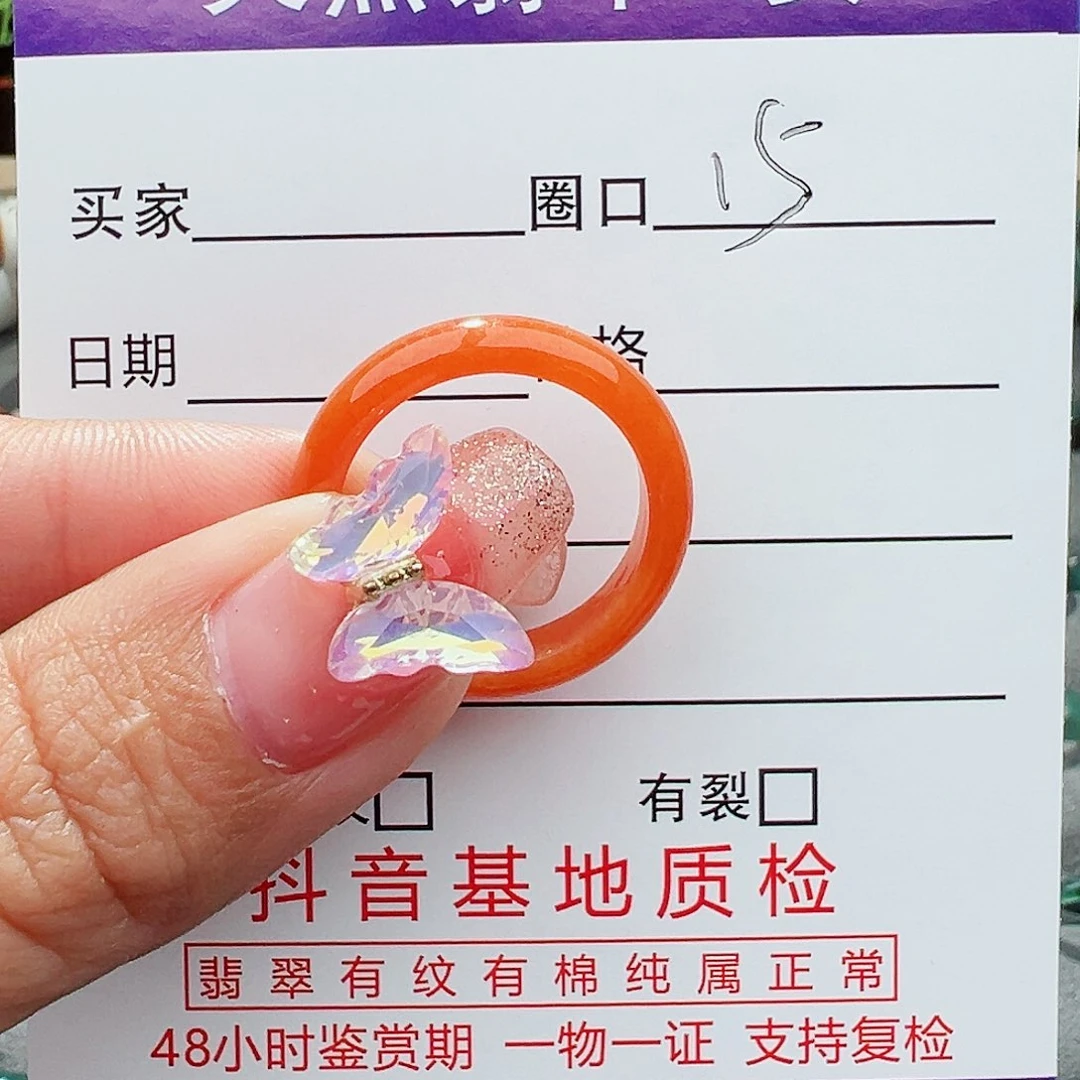 买家 圈口 15
日期 格
有裂
抖音基地质检
翡翠有纹有棉纯属正常
48小时鉴赏期 一物一证 支持复检